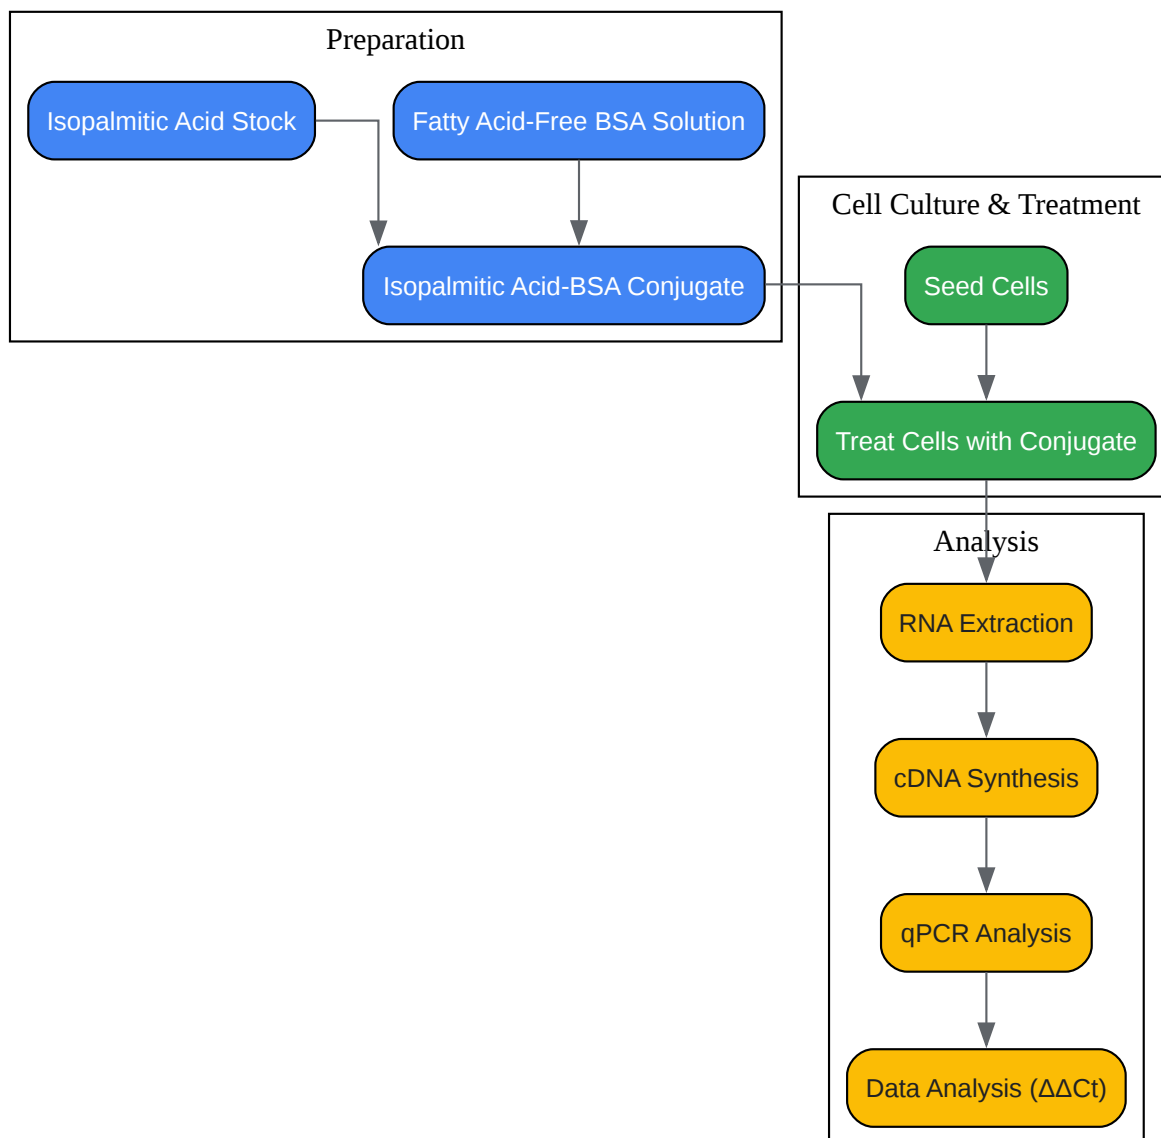 Preparation
Isopalmitic Acid Stock
Fatty Acid-Free BSA Solution
Isopalmitic Acid-BSA Conjugate
Cell Culture & Treatment
Seed Cells
Treat Cells with Conjugate
Analysis
RNA Extraction
cDNA Synthesis
qPCR Analysis
Data Analysis (ΔΔCt)